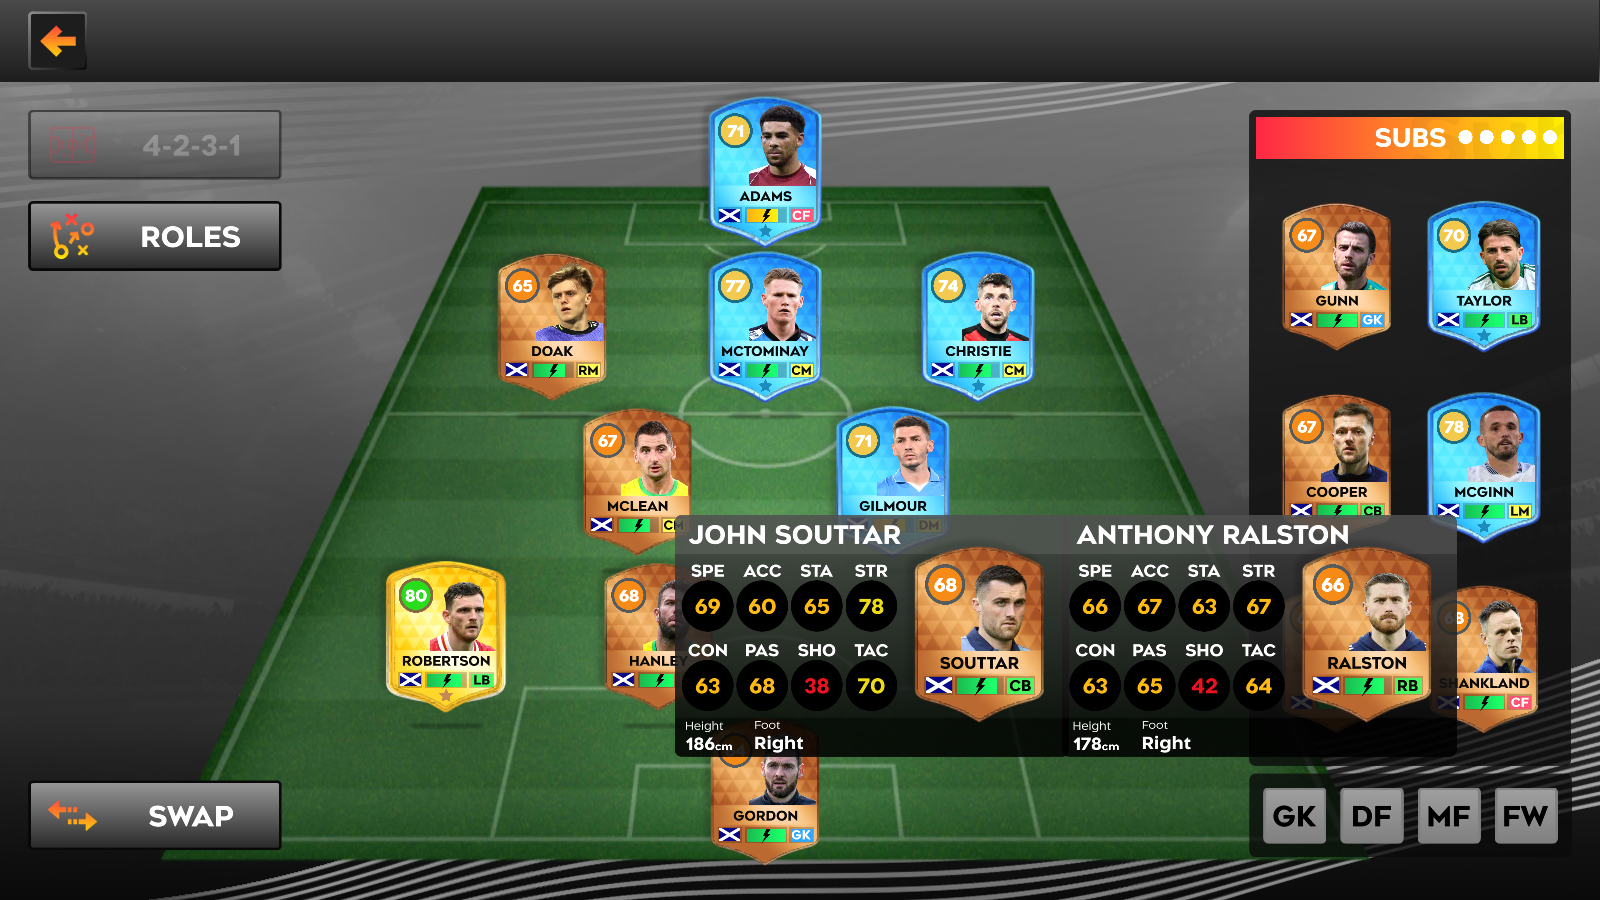 4-2-3-1
ROLES
SWAP
71
ADAMS
CF
65
DOAK
RM
77
MCTOMINAY
CM
74
CHRISTIE
CM
67
MCLEAN
CM
71
GILMOUR
DM
80
ROBERTSON
LB
68
HANLEY
GORDON
GK
JOHN SOUTTAR
SPE ACC STA STR
69 60 65 78
CON PAS SHO TAC
63 68 38 70
Height Foot
186cm Right
68
SOUTTAR
CB
ANTHONY RALSTON
SPE ACC STA STR
66 67 63 67
CON PAS SHO TAC
63 65 42 64
Height Foot
178cm Right
66
RALSTON
RB
SUBS
67
GUNN
GK
70
TAYLOR
LB
67
COOPER
CB
78
MCGINN
LM
SHANKLAND
CF
GK DF MF FW